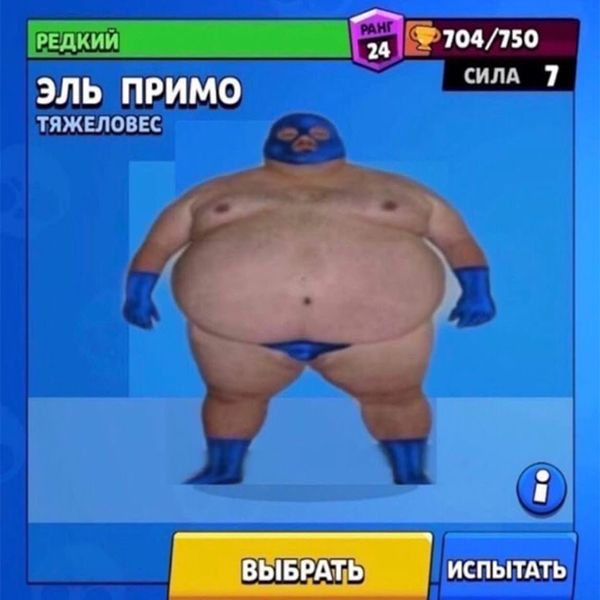 РЕДКИЙ
РАНГ
24
704/750
СИЛА 7
ЭЛЬ ПРИМО
ТЯЖЕЛОВЕС
i
ВЫБРАТЬ
ИСПЫТАТЬ